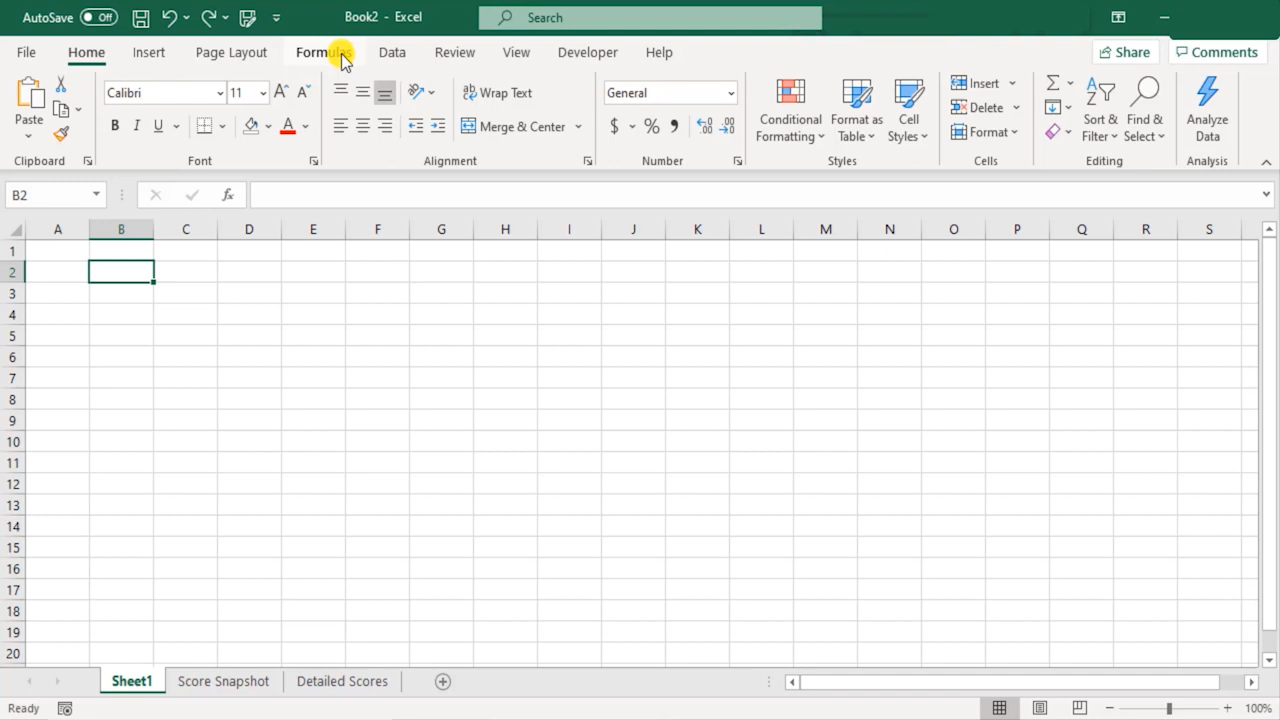 AutoSave Off Book2 - Excel Search
File Home Insert Page Layout Formulas Data Review View Developer Help Share Comments
Paste
Clipboard
Calibri 11
B I U A
Font
Wrap Text
Merge & Center
Alignment
General
$ % ,
Number
Conditional Formatting
Format as Table
Cell Styles
Styles
Insert
Delete
Format
Cells
Sort & Filter
Find & Select
Editing
Analyze Data
Analysis
B2 fx
A B C D E F G H I J K L M N O P Q R S
1
2
3
4
5
6
7
8
9
10
11
12
13
14
15
16
17
18
19
20
Sheet1 Score Snapshot Detailed Scores
Ready 100%